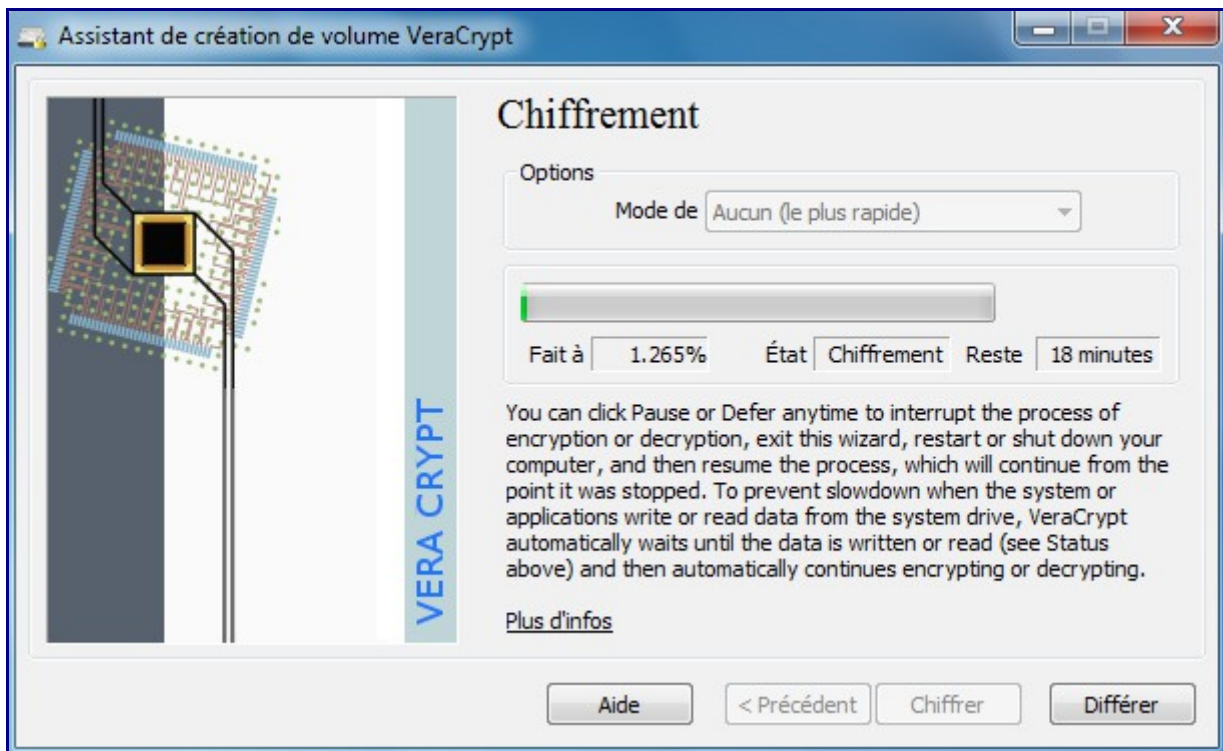 Assistant de création de volume VeraCrypt
VERA CRYPT
Chiffrement
Options
Mode de Aucun (le plus rapide)
Fait à 1.265% État Chiffrement Reste 18 minutes
You can click Pause or Defer anytime to interrupt the process of
encryption or decryption, exit this wizard, restart or shut down your
computer, and then resume the process, which will continue from the
point it was stopped. To prevent slowdown when the system or
applications write or read data from the system drive, VeraCrypt
automatically waits until the data is written or read (see Status
above) and then automatically continues encrypting or decrypting.
Plus d'infos
Aide < Précédent Chiffrer Différer